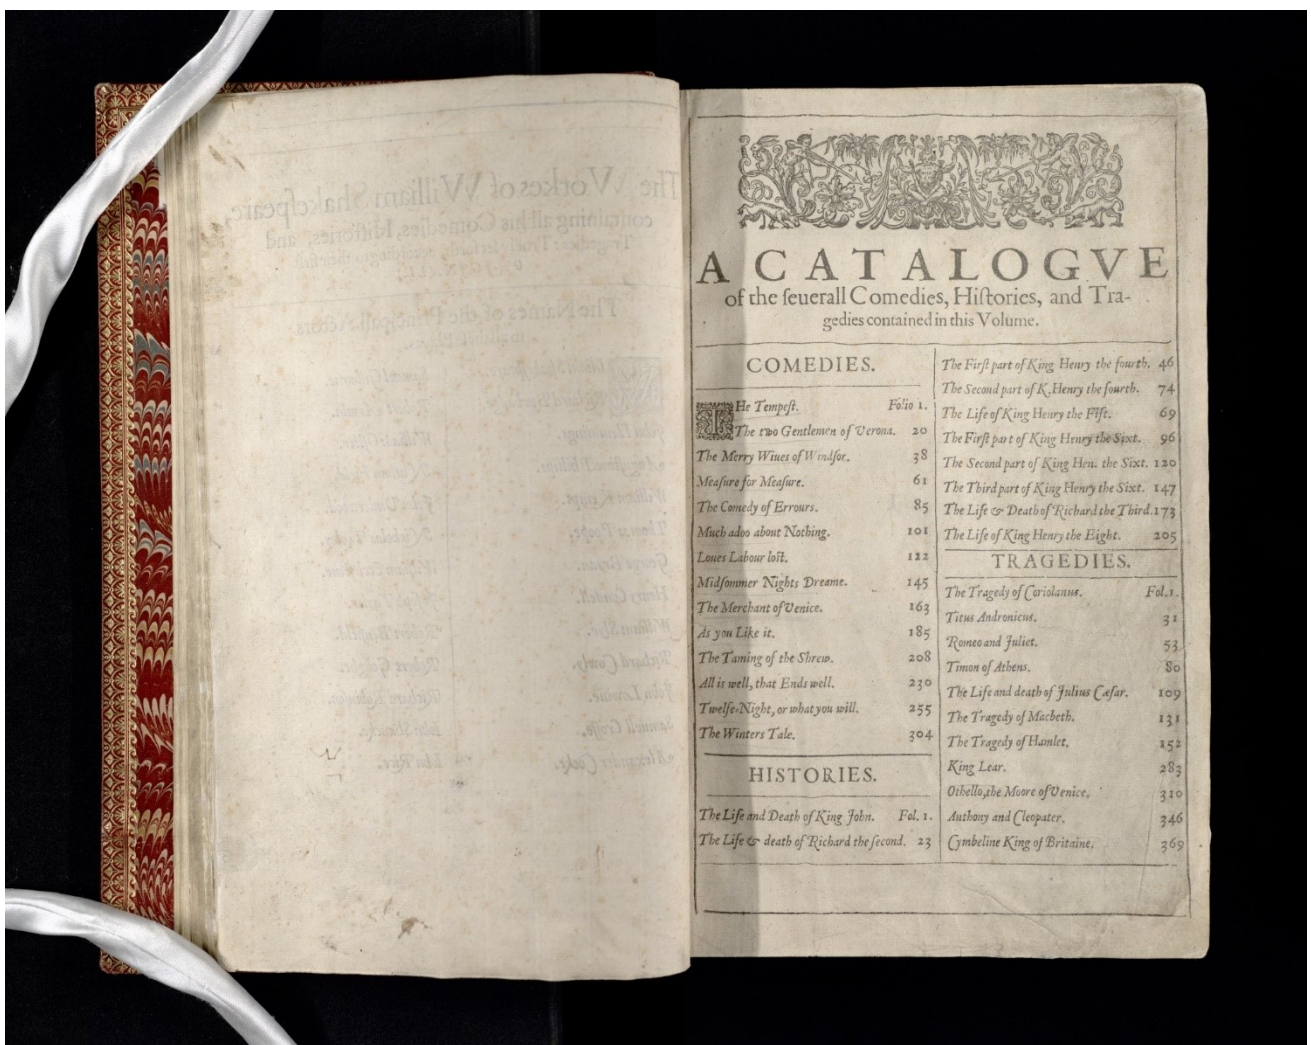 A CATALOGVE
of the ſeuerall Comedies, Hiſtories, and Tra-
gedies contained in this Volume.
COMEDIES.
THe Tempeſt. Folio 1.
The two Gentlemen of Verona. 20
The Merry Wiues of Windſor. 38
Meaſure for Meaſure. 61
The Comedy of Errours. 85
Much adoo about Nothing. 101
Loues Labour loſt. 122
Midſommer Nights Dreame. 145
The Merchant of Venice. 163
As you Like it. 185
The Taming of the Shrew. 208
All is well, that Ends well. 230
Twelfe-Night, or what you will. 255
The Winters Tale. 304
HISTORIES.
The Life and Death of King John. Fol. 1.
The Life & death of Richard the ſecond. 23
The Firſt part of King Henry the fourth. 46
The Second part of K. Henry the fourth. 74
The Life of King Henry the Fift. 69
The Firſt part of King Henry the Sixt. 96
The Second part of King Hen. the Sixt. 120
The Third part of King Henry the Sixt. 147
The Life & Death of Richard the Third. 173
The Life of King Henry the Eight. 205
TRAGEDIES.
The Tragedy of Coriolanus. Fol. 1.
Titus Andronicus. 31
Romeo and Juliet. 53
Timon of Athens. 80
The Life and death of Julius Cæſar. 109
The Tragedy of Macbeth. 131
The Tragedy of Hamlet. 152
King Lear. 283
Othello, the Moore of Venice. 310
Anthony and Cleopater. 346
Cymbeline King of Britaine. 369